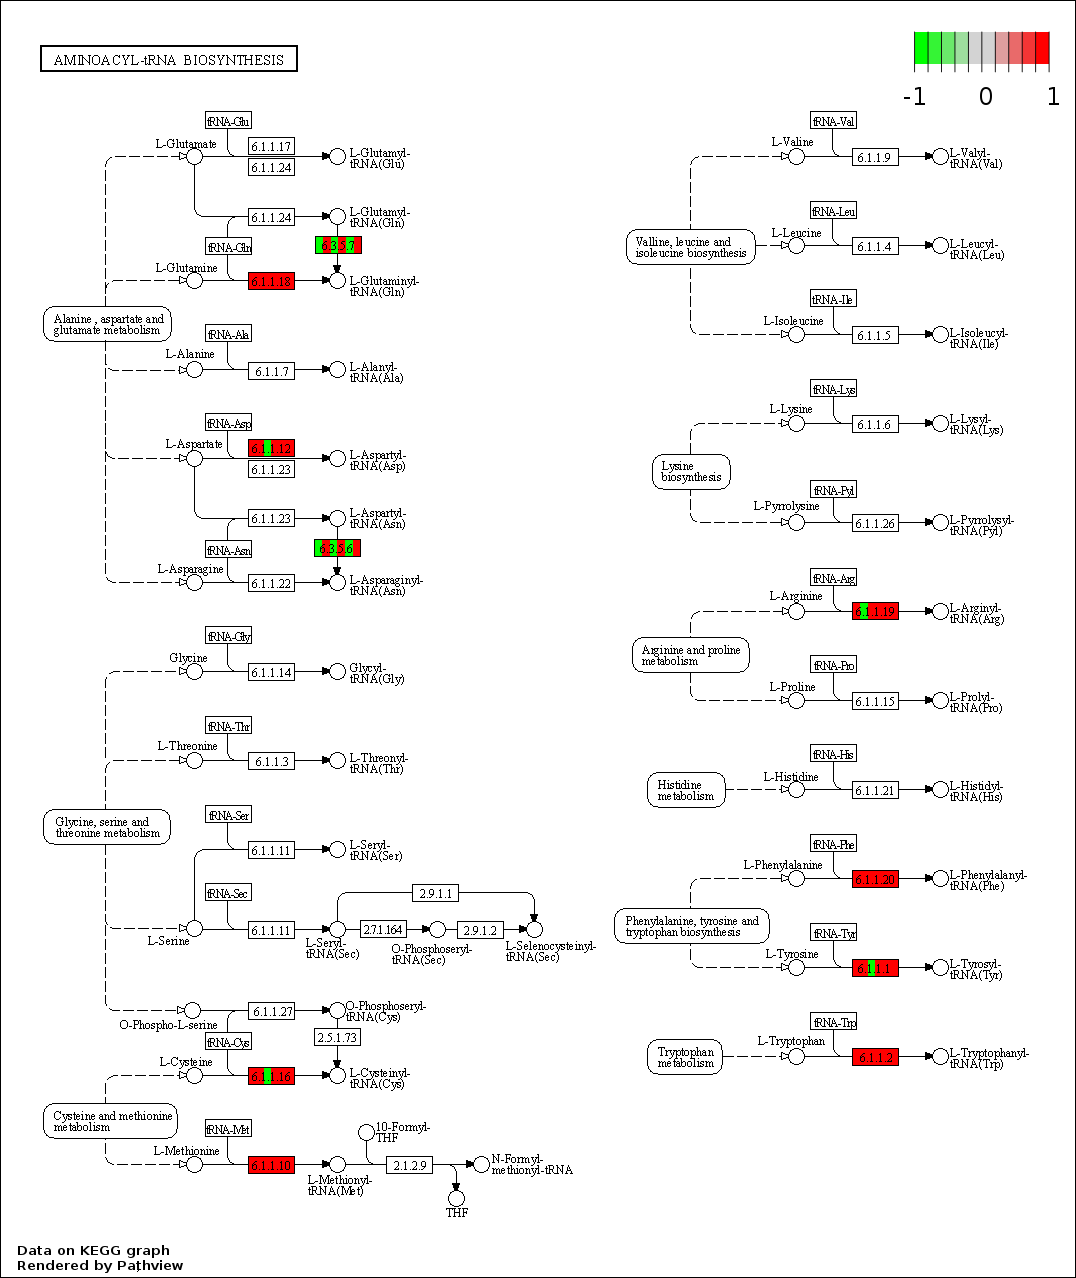 AMINOACYL-tRNA BIOSYNTHESIS
-1 0 1
tRNA-Glu
L-Glutamate
6.1.1.17
6.1.1.24
L-Glutamyl-
tRNA(Glu)
6.1.1.24
L-Glutamyl-
tRNA(Gln)
tRNA-Gln
6.3.5.7
L-Glutamine
6.1.1.18
L-Glutaminyl-
tRNA(Gln)
Alanine, aspartate and
glutamate metabolism
tRNA-Ala
L-Alanine
6.1.1.7
L-Alanyl-
tRNA(Ala)
tRNA-Asp
L-Aspartate
6.1.1.12
6.1.1.23
L-Aspartyl-
tRNA(Asp)
6.1.1.23
L-Aspartyl-
tRNA(Asn)
tRNA-Asn
6.3.5.6
L-Asparagine
6.1.1.22
L-Asparaginyl-
tRNA(Asn)
tRNA-Gly
Glycine
6.1.1.14
Glycyl-
tRNA(Gly)
tRNA-Thr
L-Threonine
6.1.1.3
L-Threonyl-
tRNA(Thr)
Glycine, serine and
threonine metabolism
tRNA-Ser
6.1.1.11
L-Seryl-
tRNA(Ser)
tRNA-Sec
L-Serine
6.1.1.11
L-Seryl-
tRNA(Sec)
2.9.1.1
2.7.1.164
O-Phosphoseryl-
tRNA(Sec)
2.9.1.2
L-Selenocysteinyl-
tRNA(Sec)
O-Phospho-L-serine
6.1.1.27
O-Phosphoseryl-
tRNA(Cys)
tRNA-Cys
2.5.1.73
L-Cysteine
6.1.1.16
L-Cysteinyl-
tRNA(Cys)
Cysteine and methionine
metabolism
tRNA-Met
L-Methionine
6.1.1.10
L-Methionyl-
tRNA(Met)
10-Formyl-
THF
2.1.2.9
N-Formyl-
methionyl-tRNA
THF
tRNA-Val
L-Valine
6.1.1.9
L-Valyl-
tRNA(Val)
tRNA-Leu
L-Leucine
6.1.1.4
L-Leucyl-
tRNA(Leu)
Valline, leucine and
isoleucine biosynthesis
tRNA-Ile
L-Isoleucine
6.1.1.5
L-Isoleucyl-
tRNA(Ile)
tRNA-Lys
L-Lysine
6.1.1.6
L-Lysyl-
tRNA(Lys)
Lysine
biosynthesis
tRNA-Pyl
L-Pyrrolysine
6.1.1.26
L-Pyrrolysyl-
tRNA(Pyl)
tRNA-Arg
L-Arginine
6.1.1.19
L-Arginyl-
tRNA(Arg)
Arginine and proline
metabolism
tRNA-Pro
L-Proline
6.1.1.15
L-Prolyl-
tRNA(Pro)
tRNA-His
L-Histidine
6.1.1.21
L-Histidyl-
tRNA(His)
Histidine
metabolism
tRNA-Phe
L-Phenylalanine
6.1.1.20
L-Phenylalanyl-
tRNA(Phe)
Phenylalanine, tyrosine and
tryptophan biosynthesis
tRNA-Tyr
L-Tyrosine
6.1.1.1
L-Tyrosyl-
tRNA(Tyr)
tRNA-Trp
L-Tryptophan
6.1.1.2
L-Tryptophanyl-
tRNA(Trp)
Tryptophan
metabolism
Data on KEGG graph
Rendered by Pathview